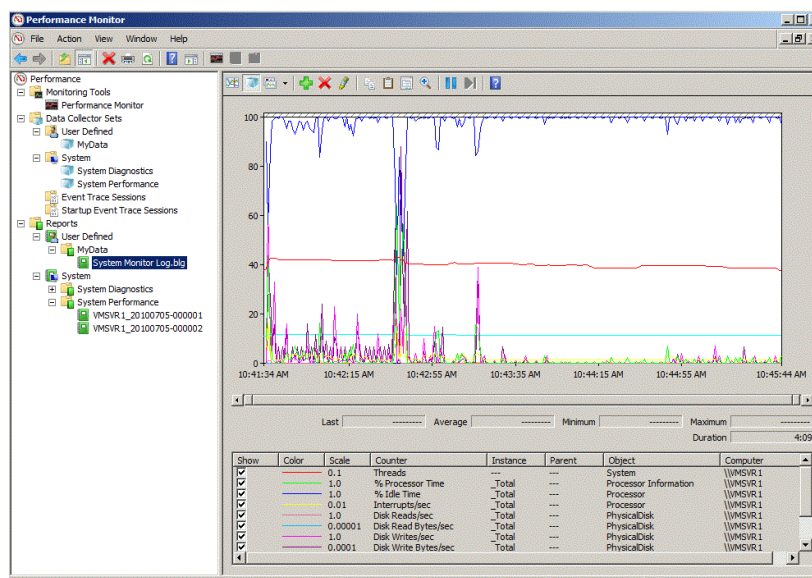 Performance Monitor
File Action View Window Help
Performance
Monitoring Tools
Performance Monitor
Data Collector Sets
User Defined
MyData
System
System Diagnostics
System Performance
Event Trace Sessions
Startup Event Trace Sessions
Reports
User Defined
MyData
System Monitor Log.blg
System
System Diagnostics
System Performance
VMSVR1_20100705-000001
VMSVR1_20100705-000002
100
80
60
40
20
0
10:41:34 AM 10:42:15 AM 10:42:55 AM 10:43:35 AM 10:44:15 AM 10:44:55 AM 10:45:44 AM
Last --------- Average --------- Minimum --------- Maximum ---------
Duration 4:09
Show Color Scale Counter Instance Parent Object Computer
0.1 Threads --- --- System \\VMSVR1
1.0 % Processor Time _Total --- Processor Information \\VMSVR1
1.0 % Idle Time _Total --- Processor \\VMSVR1
0.01 Interrupts/sec _Total --- Processor \\VMSVR1
1.0 Disk Reads/sec _Total --- PhysicalDisk \\VMSVR1
0.00001 Disk Read Bytes/sec _Total --- PhysicalDisk \\VMSVR1
1.0 Disk Writes/sec _Total --- PhysicalDisk \\VMSVR1
0.0001 Disk Write Bytes/sec _Total --- PhysicalDisk \\VMSVR1